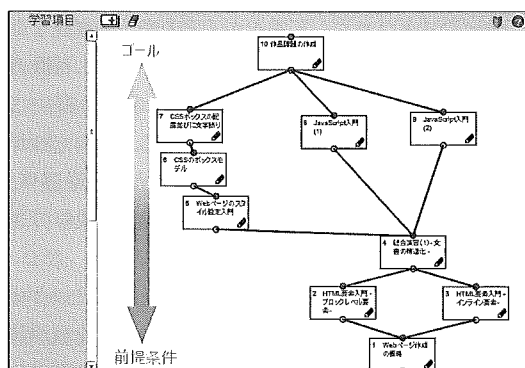 学習項目
ゴール
10 作品課題の作成
7 CSSボックスの配
置並びに文字飾り
8 JavaScript入門
(1)
9 JavaScript入門
(2)
6 CSSのボックスモ
デル
5 Webページのスタ
イル設定入門
4 総合演習(1)-文
書の構造化-
2 HTML要素入門-
ブロックレベル要
素-
3 HTML要素入門-
インライン要素-
1 Webページ作成
の準備
前提条件